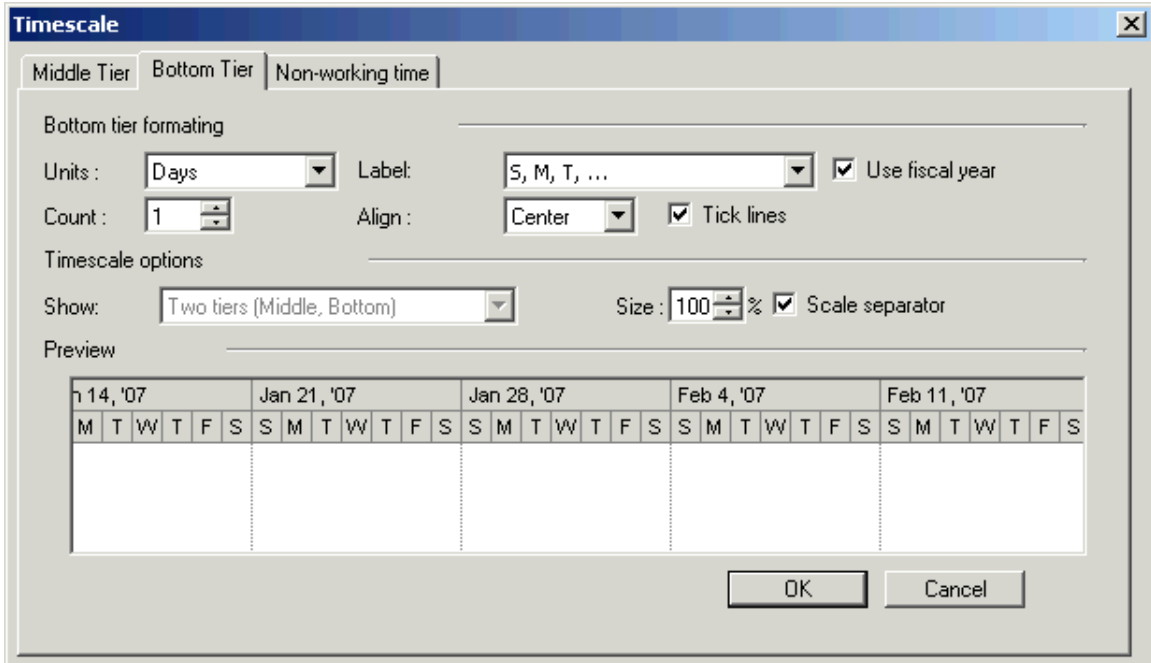 Timescale
Middle Tier Bottom Tier Non-working time
Bottom tier formating
Units : Days Label: S, M, T, ... Use fiscal year
Count : 1 Align : Center Tick lines
Timescale options
Show: Two tiers (Middle, Bottom) Size : 100 % Scale separator
Preview
n 14, '07 Jan 21, '07 Jan 28, '07 Feb 4, '07 Feb 11, '07
M T W T F S S M T W T F S S M T W T F S S M T W T F S S M T W T F S
OK Cancel